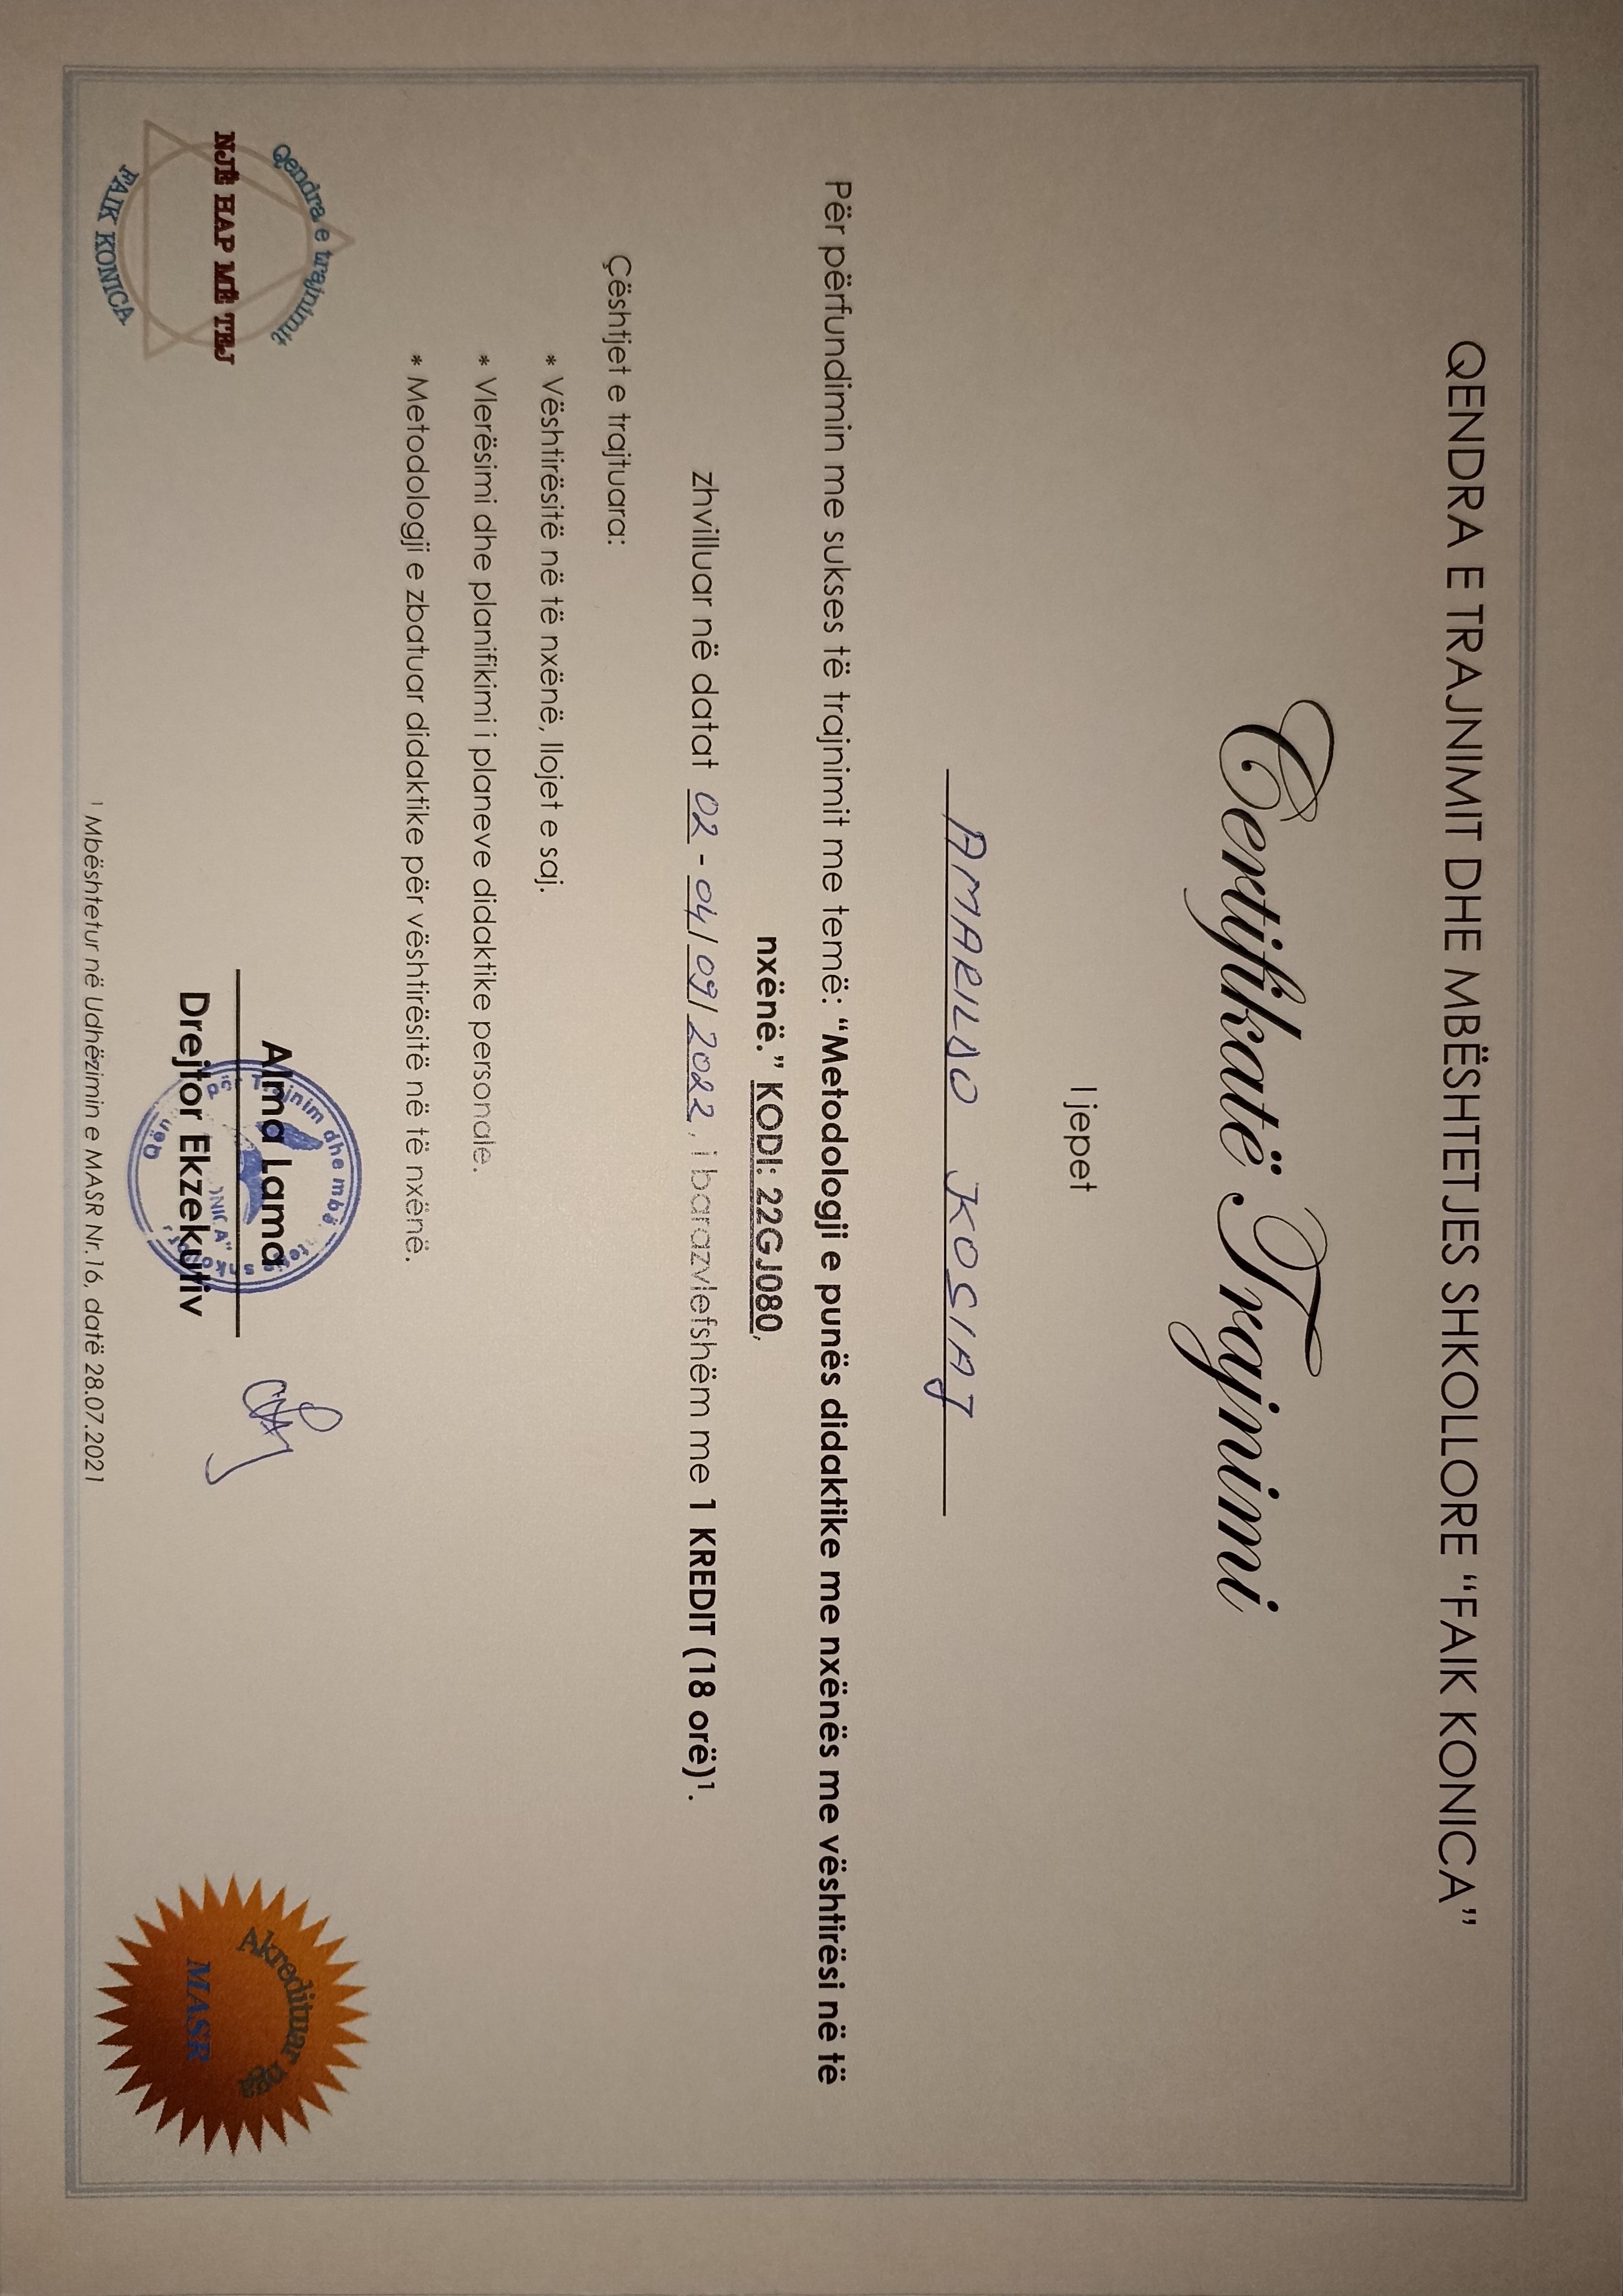 QENDRA E TRAJNIMIT DHE MBËSHTETJES SHKOLLORE “FAIK KONICA”
Certifikatë Trajnimi
I jepet
AMARILDO KOSIAJ
Për përfundimin me sukses të trajnimit me temë: “Metodologji e punës didaktike me nxënës me vështirësi në të
nxënë.” KODI: 22GJ080,
zhvilluar në datat 02 - 04/ 09/ 2022, i barazvlefshëm me 1 KREDIT (18 orë)¹.
Çështjet e trajtuara:
* Vështirësitë në të nxënë, llojet e saj.
* Vlerësimi dhe planifikimi i planeve didaktike personale.
* Metodologji e zbatuar didaktike për vështirësitë në të nxënë.
Qendra e trajnimit
NJË HAP MË TEJ
FAIK KONICA
Alma Lama
Drejtor Ekzekutiv
Akredituar nga
MASR
¹ Mbështetur në Udhëzimin e MASR Nr. 16, datë 28.07.2021